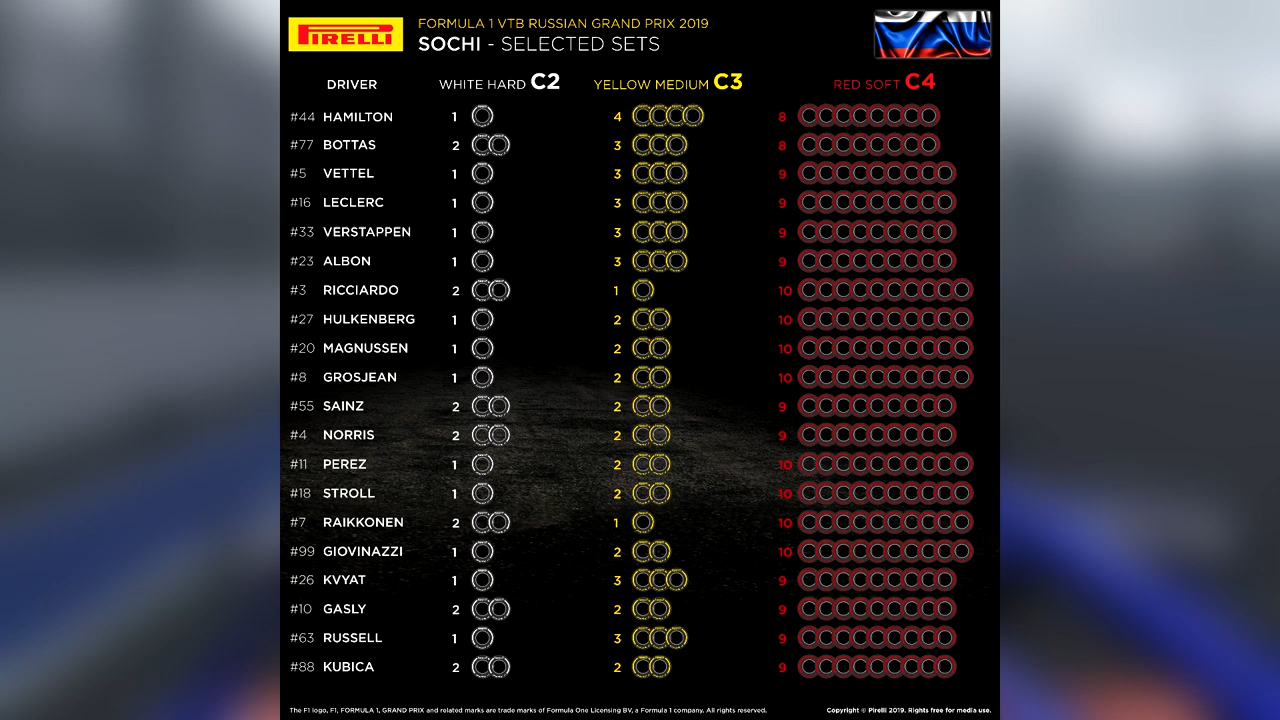 PIRELLI
FORMULA 1 VTB RUSSIAN GRAND PRIX 2019
SOCHI - SELECTED SETS
DRIVER WHITE HARD C2 YELLOW MEDIUM C3 RED SOFT C4
#44 HAMILTON 1 4 8
#77 BOTTAS 2 3 8
#5 VETTEL 1 3 9
#16 LECLERC 1 3 9
#33 VERSTAPPEN 1 3 9
#23 ALBON 1 3 9
#3 RICCIARDO 2 1 10
#27 HULKENBERG 1 2 10
#20 MAGNUSSEN 1 2 10
#8 GROSJEAN 1 2 10
#55 SAINZ 2 2 9
#4 NORRIS 2 2 9
#11 PEREZ 1 2 10
#18 STROLL 1 2 10
#7 RAIKKONEN 2 1 10
#99 GIOVINAZZI 1 2 10
#26 KVYAT 1 3 9
#10 GASLY 2 2 9
#63 RUSSELL 1 3 9
#88 KUBICA 2 2 9
The F1 logo, F1, FORMULA 1, GRAND PRIX and related marks are trade marks of Formula One Licensing BV, a Formula 1 company. All rights reserved. Copyright © Pirelli 2019. Rights free for media use.